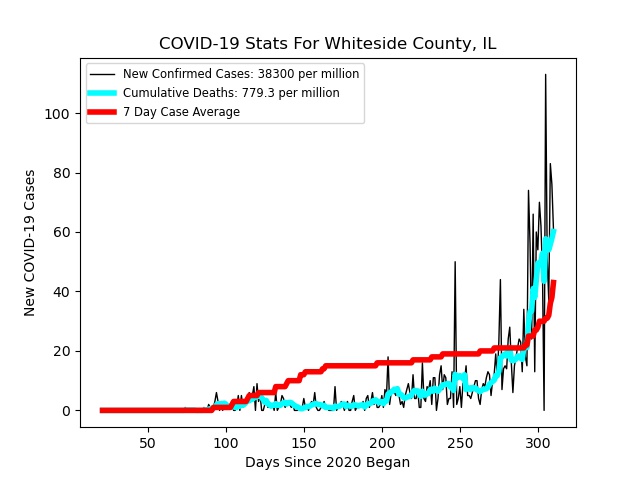 COVID-19 Stats For Whiteside County, IL
New Confirmed Cases: 38300 per million
Cumulative Deaths: 779.3 per million
7 Day Case Average
New COVID-19 Cases
100
80
60
40
20
0
50 100 150 200 250 300
Days Since 2020 Began